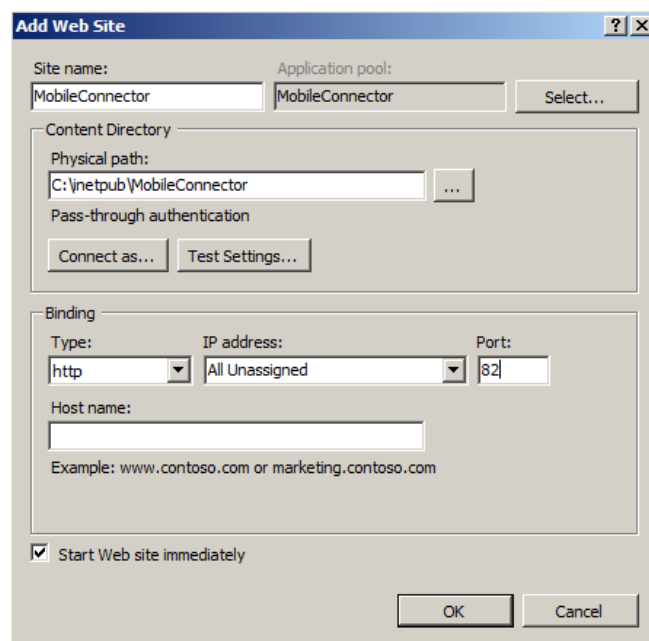 Add Web Site
Site name: Application pool:
MobileConnector MobileConnector Select...
Content Directory
Physical path:
C:\inetpub\MobileConnector ...
Pass-through authentication
Connect as... Test Settings...
Binding
Type: IP address: Port:
http All Unassigned 82
Host name:
Example: www.contoso.com or marketing.contoso.com
Start Web site immediately
OK Cancel